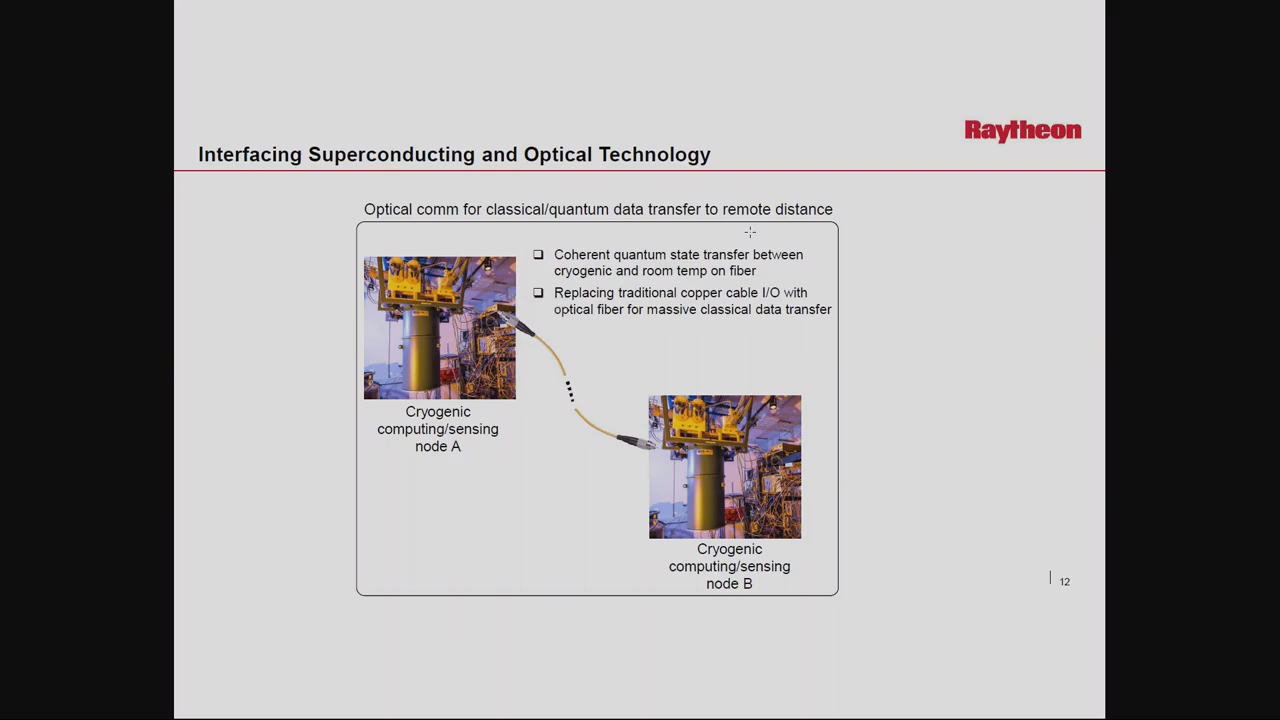 Raytheon
Interfacing Superconducting and Optical Technology
Optical comm for classical/quantum data transfer to remote distance
❑ Coherent quantum state transfer between
cryogenic and room temp on fiber
❑ Replacing traditional copper cable I/O with
optical fiber for massive classical data transfer
Cryogenic
computing/sensing
node A
Cryogenic
computing/sensing
node B
12